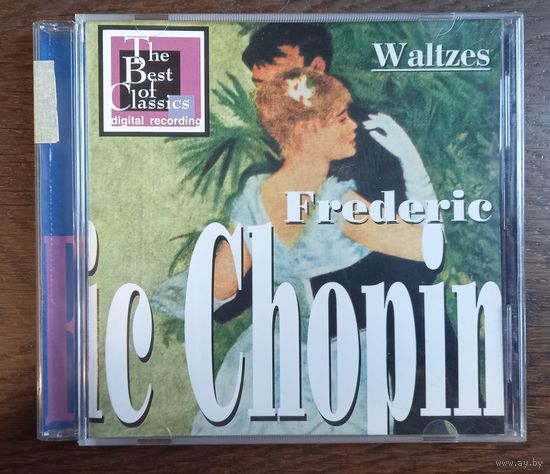 The
Best
of
Classics
digital recording
Waltzes
Frederic
ic Chopin
F
www.ay.by